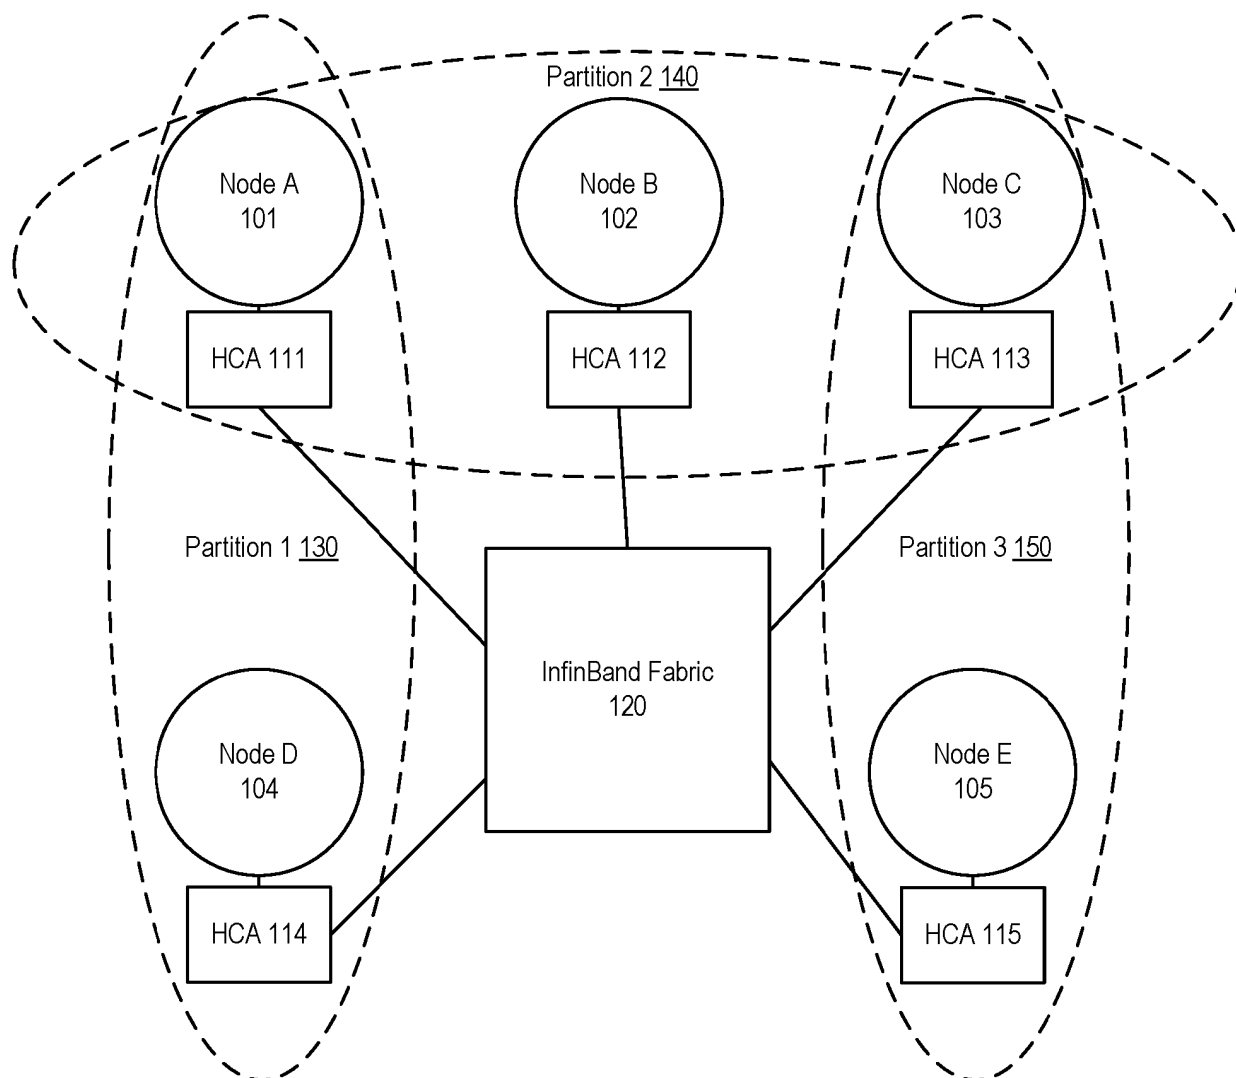 Partition 2 140
Node A
101
Node B
102
Node C
103
HCA 111
HCA 112
HCA 113
Partition 1 130
Partition 3 150
InfinBand Fabric
120
Node D
104
Node E
105
HCA 114
HCA 115